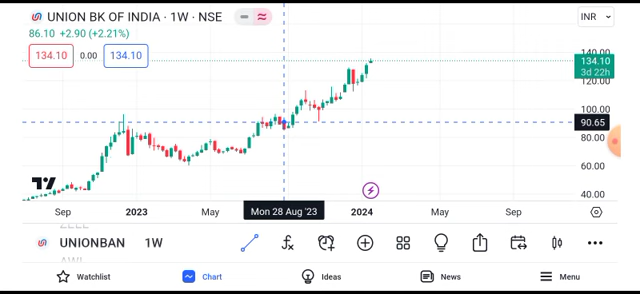 UNION BK OF INDIA · 1W · NSE
INR
86.10 +2.90 (+2.21%)
134.10 0.00 134.10
140.00
134.10
3d 22h
120.00
100.00
90.65
80.00
60.00
40.00
Sep 2023 May Mon 28 Aug '23 2024 May Sep
UNIONBAN 1W
Watchlist Chart Ideas News Menu